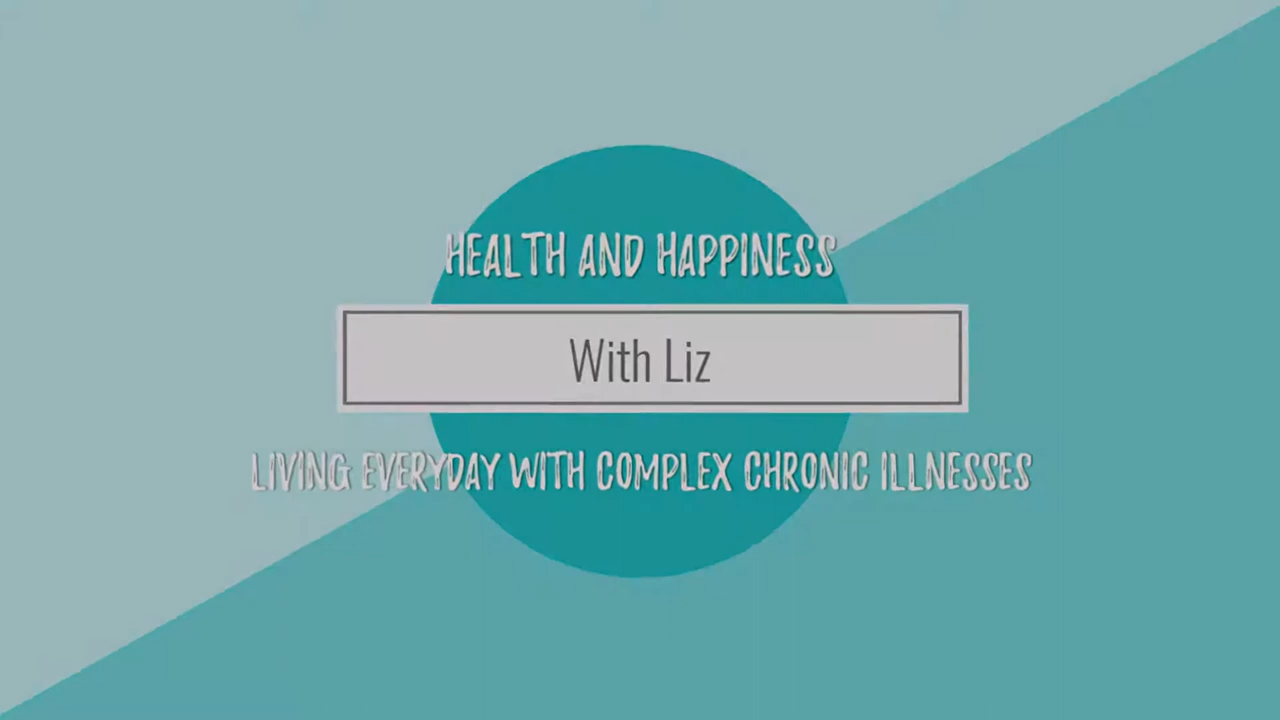 HEALTH AND HAPPINESS
With Liz
LIVING EVERYDAY WITH COMPLEX CHRONIC ILLNESSES